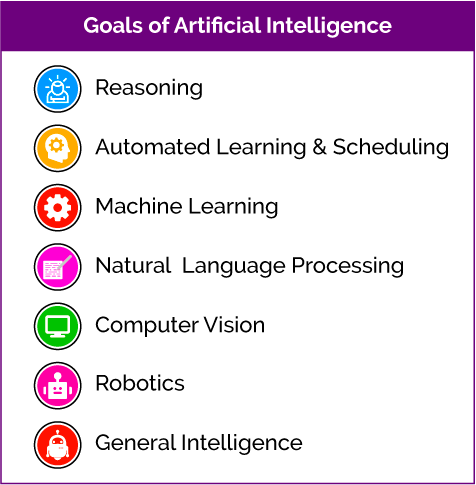 Goals of Artificial Intelligence
Reasoning
Automated Learning & Scheduling
Machine Learning
Natural Language Processing
Computer Vision
Robotics
General Intelligence